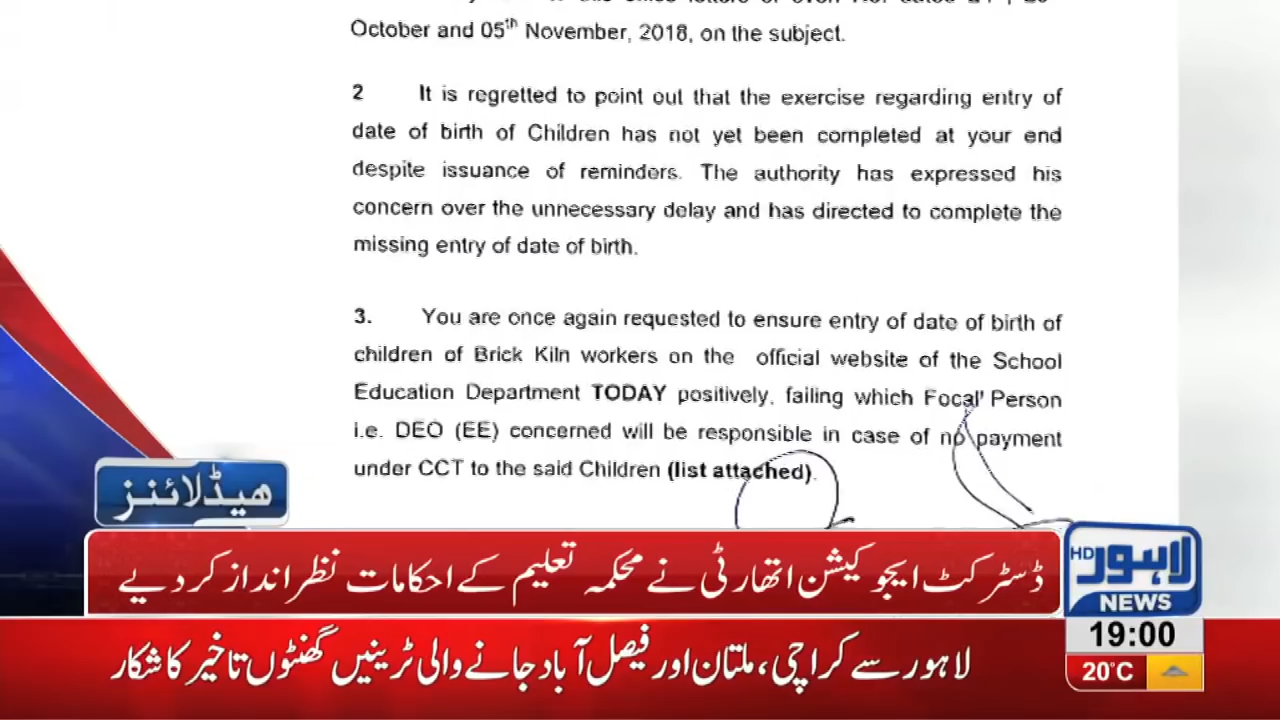 October and 05th November, 2018, on the subject.
2 It is regretted to point out that the exercise regarding entry of
date of birth of Children has not yet been completed at your end
despite issuance of reminders. The authority has expressed his
concern over the unnecessary delay and has directed to complete the
missing entry of date of birth.
3. You are once again requested to ensure entry of date of birth of
children of Brick Kiln workers on the official website of the School
Education Department TODAY positively, failing which Focal Person
i.e. DEO (EE) concerned will be responsible in case of no payment
under CCT to the said Children (list attached).
ہیڈلائنز
ڈسٹرکٹ ایجوکیشن اتھارٹی نے محکمہ تعلیم کے احکامات نظر انداز کر دیے
لاہور HD
NEWS
19:00
20°C
لاہور سے کراچی، ملتان اور فیصل آباد جانے والی ٹرینیں گھنٹوں تاخیر کا شکار